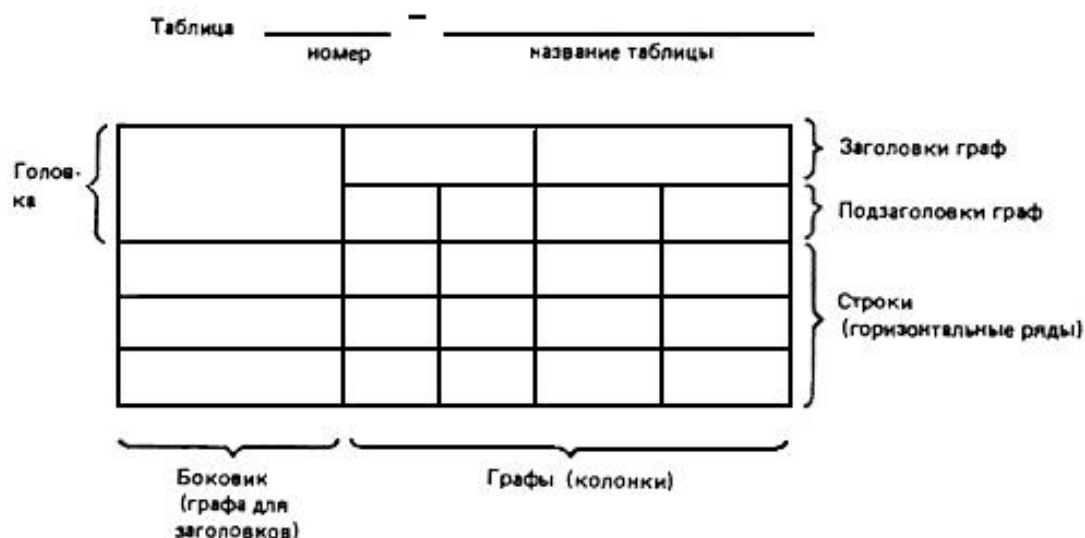 Таблица –
номер название таблицы
Заголовки граф
Голов-
ка
Подзаголовки граф
Строки
(горизонтальные ряды)
Боковик
(графа для
заголовков)
Графы (колонки)